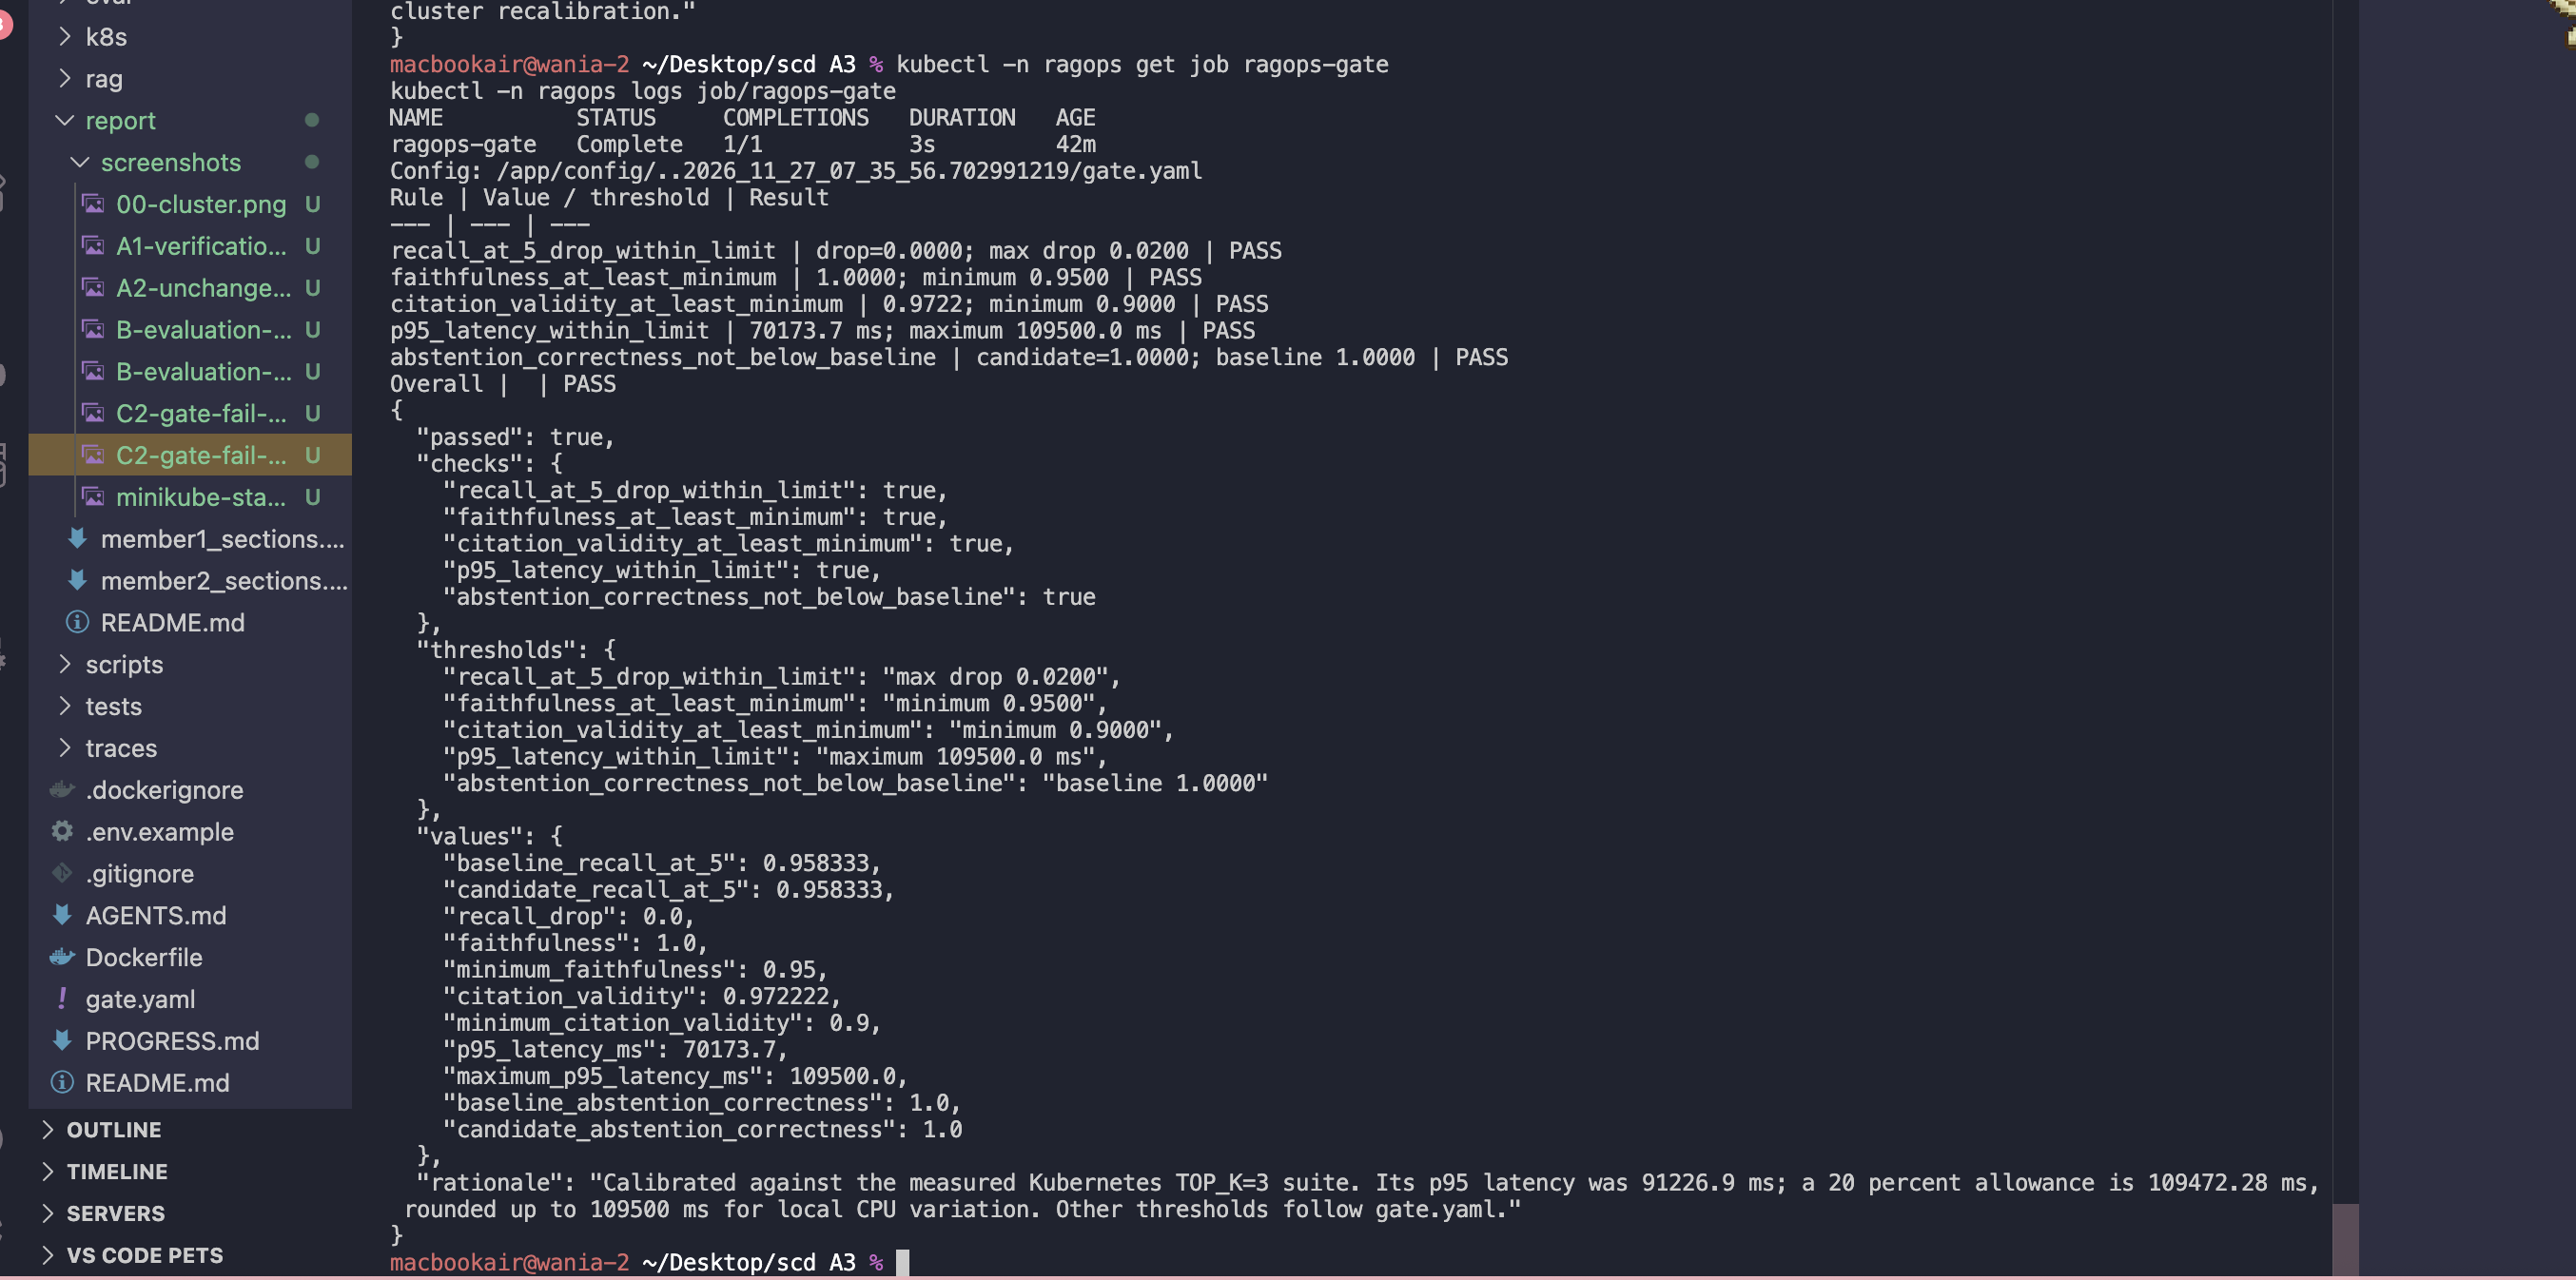 k8s
rag
report
screenshots
00-cluster.png U
A1-verificatio... U
A2-unchange... U
B-evaluation-... U
B-evaluation-... U
C2-gate-fail-... U
C2-gate-fail-... U
minikube-sta... U
member1_sections....
member2_sections....
README.md
scripts
tests
traces
.dockerignore
.env.example
.gitignore
AGENTS.md
Dockerfile
gate.yaml
PROGRESS.md
README.md
OUTLINE
TIMELINE
SERVERS
VS CODE PETS
cluster recalibration."
}
macbookair@wania-2 ~/Desktop/scd A3 % kubectl -n ragops get job ragops-gate
kubectl -n ragops logs job/ragops-gate
NAME STATUS COMPLETIONS DURATION AGE
ragops-gate Complete 1/1 3s 42m
Config: /app/config/..2026_11_27_07_35_56.702991219/gate.yaml
Rule | Value / threshold | Result
--- | --- | ---
recall_at_5_drop_within_limit | drop=0.0000; max drop 0.0200 | PASS
faithfulness_at_least_minimum | 1.0000; minimum 0.9500 | PASS
citation_validity_at_least_minimum | 0.9722; minimum 0.9000 | PASS
p95_latency_within_limit | 70173.7 ms; maximum 109500.0 ms | PASS
abstention_correctness_not_below_baseline | candidate=1.0000; baseline 1.0000 | PASS
Overall | | PASS
{
"passed": true,
"checks": {
"recall_at_5_drop_within_limit": true,
"faithfulness_at_least_minimum": true,
"citation_validity_at_least_minimum": true,
"p95_latency_within_limit": true,
"abstention_correctness_not_below_baseline": true
},
"thresholds": {
"recall_at_5_drop_within_limit": "max drop 0.0200",
"faithfulness_at_least_minimum": "minimum 0.9500",
"citation_validity_at_least_minimum": "minimum 0.9000",
"p95_latency_within_limit": "maximum 109500.0 ms",
"abstention_correctness_not_below_baseline": "baseline 1.0000"
},
"values": {
"baseline_recall_at_5": 0.958333,
"candidate_recall_at_5": 0.958333,
"recall_drop": 0.0,
"faithfulness": 1.0,
"minimum_faithfulness": 0.95,
"citation_validity": 0.972222,
"minimum_citation_validity": 0.9,
"p95_latency_ms": 70173.7,
"maximum_p95_latency_ms": 109500.0,
"baseline_abstention_correctness": 1.0,
"candidate_abstention_correctness": 1.0
},
"rationale": "Calibrated against the measured Kubernetes TOP_K=3 suite. Its p95 latency was 91226.9 ms; a 20 percent allowance is 109472.28 ms,
rounded up to 109500 ms for local CPU variation. Other thresholds follow gate.yaml."
}
macbookair@wania-2 ~/Desktop/scd A3 %